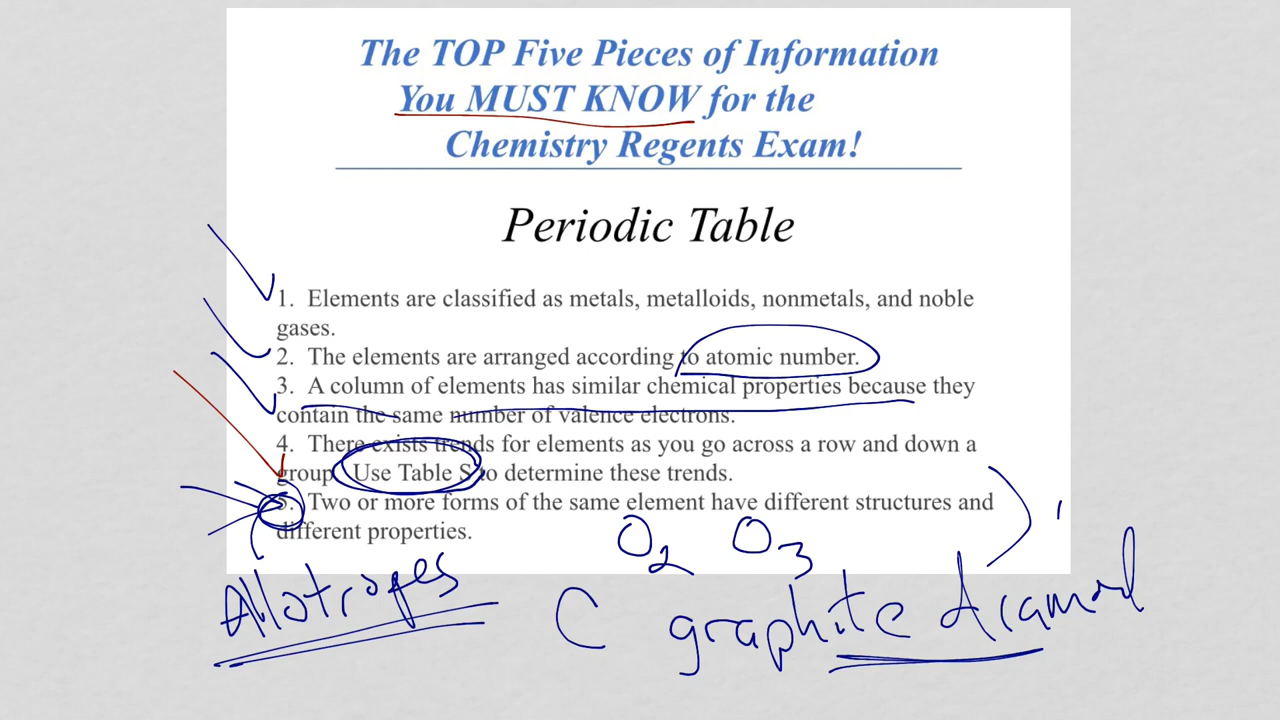 The TOP Five Pieces of Information
You MUST KNOW for the
Chemistry Regents Exam!
Periodic Table
1. Elements are classified as metals, metalloids, nonmetals, and noble
gases.
2. The elements are arranged according to atomic number.
3. A column of elements has similar chemical properties because they
contain the same number of valence electrons.
4. There exists trends for elements as you go across a row and down a
group. Use Table S to determine these trends.
5. Two or more forms of the same element have different structures and
different properties.
O2 O3
Allotropes
C graphite diamond